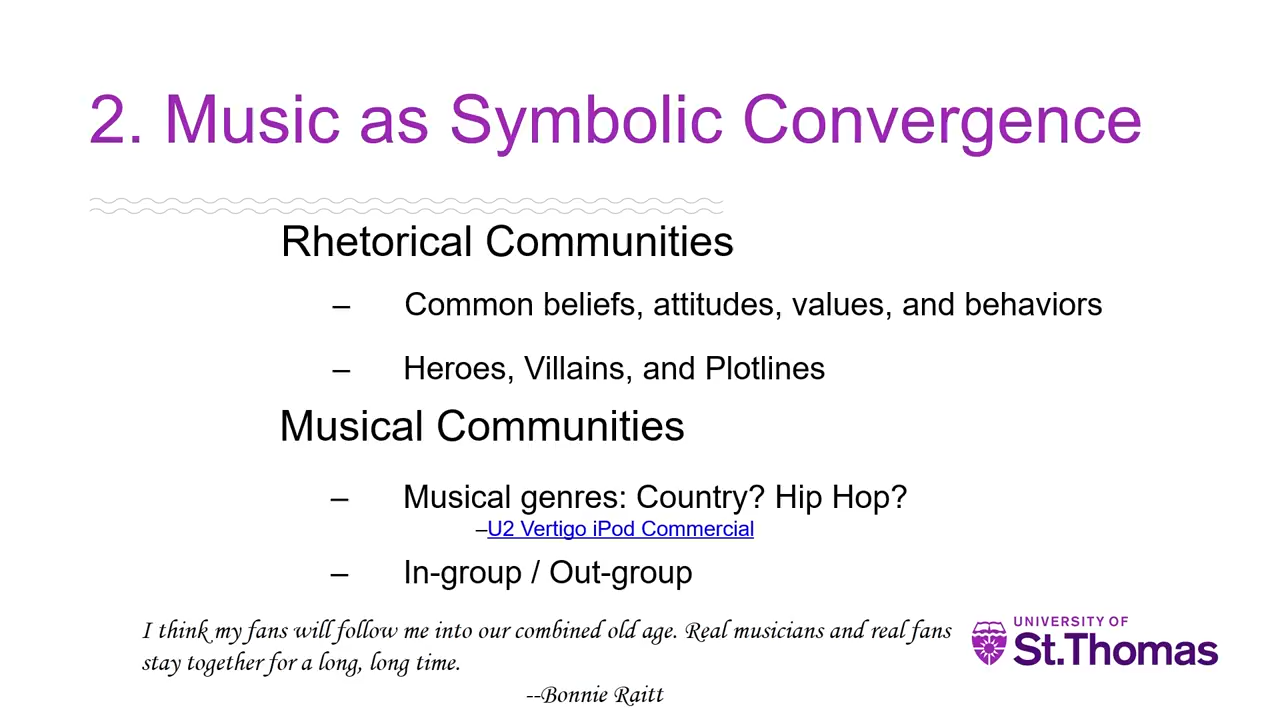 2. Music as Symbolic Convergence
Rhetorical Communities
– Common beliefs, attitudes, values, and behaviors
– Heroes, Villains, and Plotlines
Musical Communities
– Musical genres: Country? Hip Hop?
–U2 Vertigo iPod Commercial
– In-group / Out-group
I think my fans will follow me into our combined old age. Real musicians and real fans
stay together for a long, long time.
--Bonnie Raitt
UNIVERSITY OF
St.Thomas